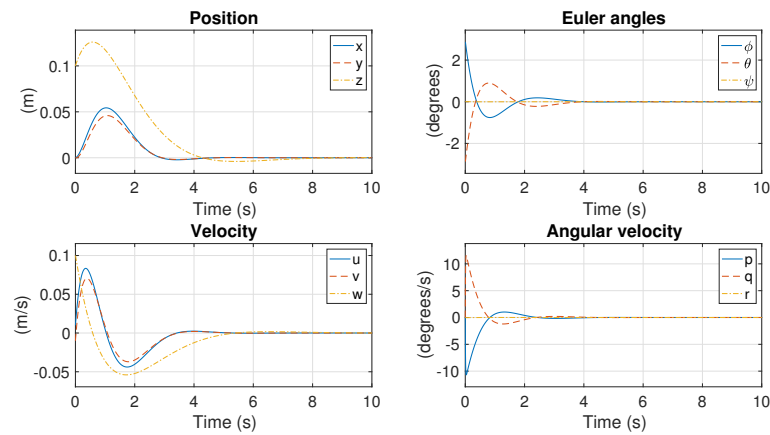 Position
x
y
z
0.1
0.05
0
(m)
0 2 4 6 8 10
Time (s)
Euler angles
ϕ
θ
ψ
2
0
-2
(degrees)
0 2 4 6 8 10
Time (s)
Velocity
u
v
w
0.1
0.05
0
-0.05
(m/s)
0 2 4 6 8 10
Time (s)
Angular velocity
p
q
r
10
5
0
-5
-10
(degrees/s)
0 2 4 6 8 10
Time (s)